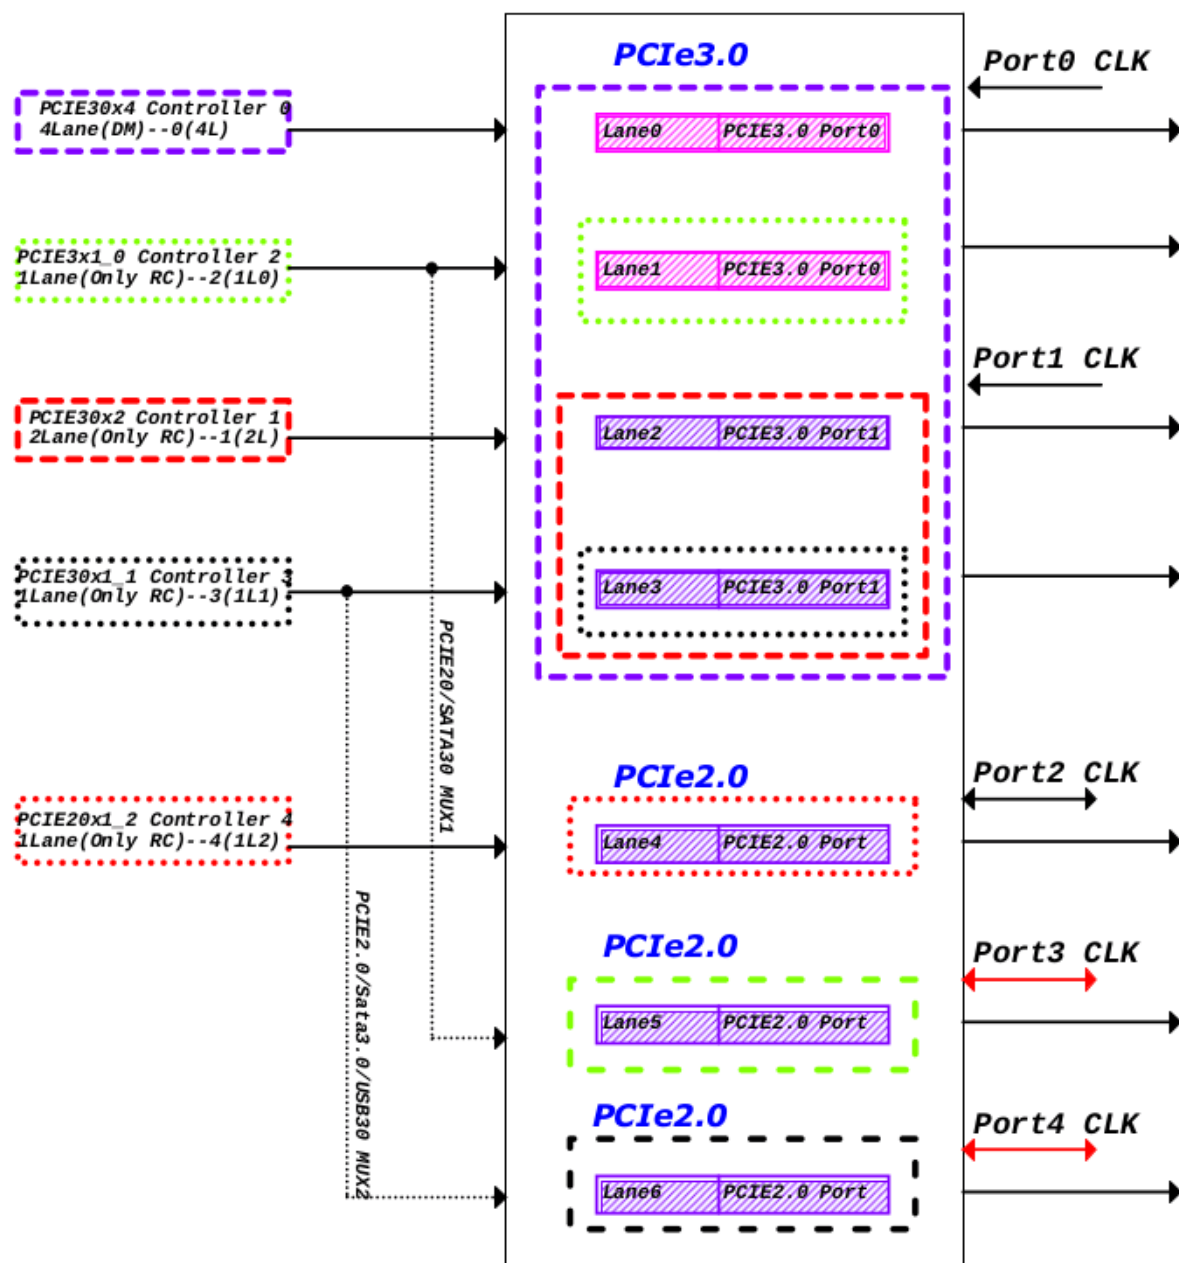 PCIe3.0
Port0 CLK
PCIE30x4 Controller 0
4Lane(DM)--0(4L)
Lane0 PCIE3.0 Port0
PCIE3x1_0 Controller 2
1Lane(Only RC)--2(1L0)
Lane1 PCIE3.0 Port0
Port1 CLK
PCIE30x2 Controller 1
2Lane(Only RC)--1(2L)
Lane2 PCIE3.0 Port1
PCIE30x1_1 Controller 3
1Lane(Only RC)--3(1L1)
Lane3 PCIE3.0 Port1
PCIE20/SATA30 MUX1
PCIe2.0
Port2 CLK
PCIE20x1_2 Controller 4
1Lane(Only RC)--4(1L2)
Lane4 PCIE2.0 Port
PCIE2.0/Sata3.0/USB30 MUX2
PCIe2.0
Port3 CLK
Lane5 PCIE2.0 Port
PCIe2.0
Port4 CLK
Lane6 PCIE2.0 Port